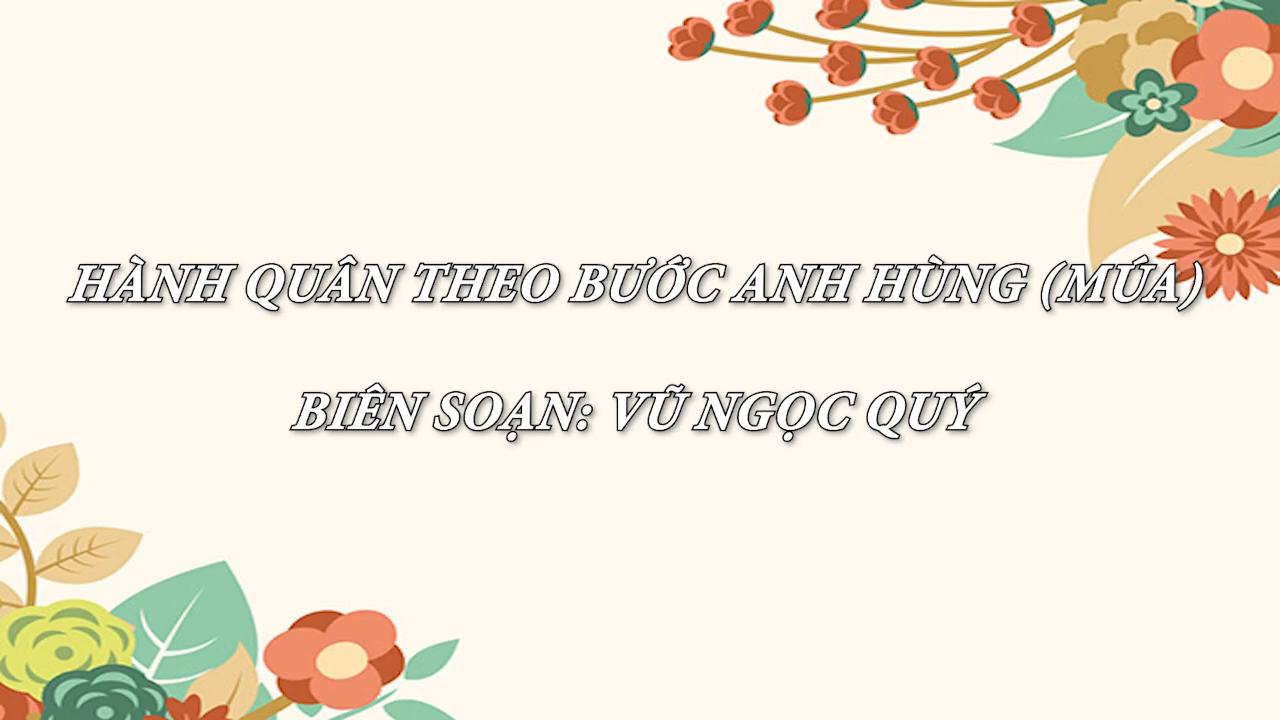 HÀNH QUÂN THEO BƯỚC ANH HÙNG (MÚA)
BIÊN SOẠN: VŨ NGỌC QUÝ